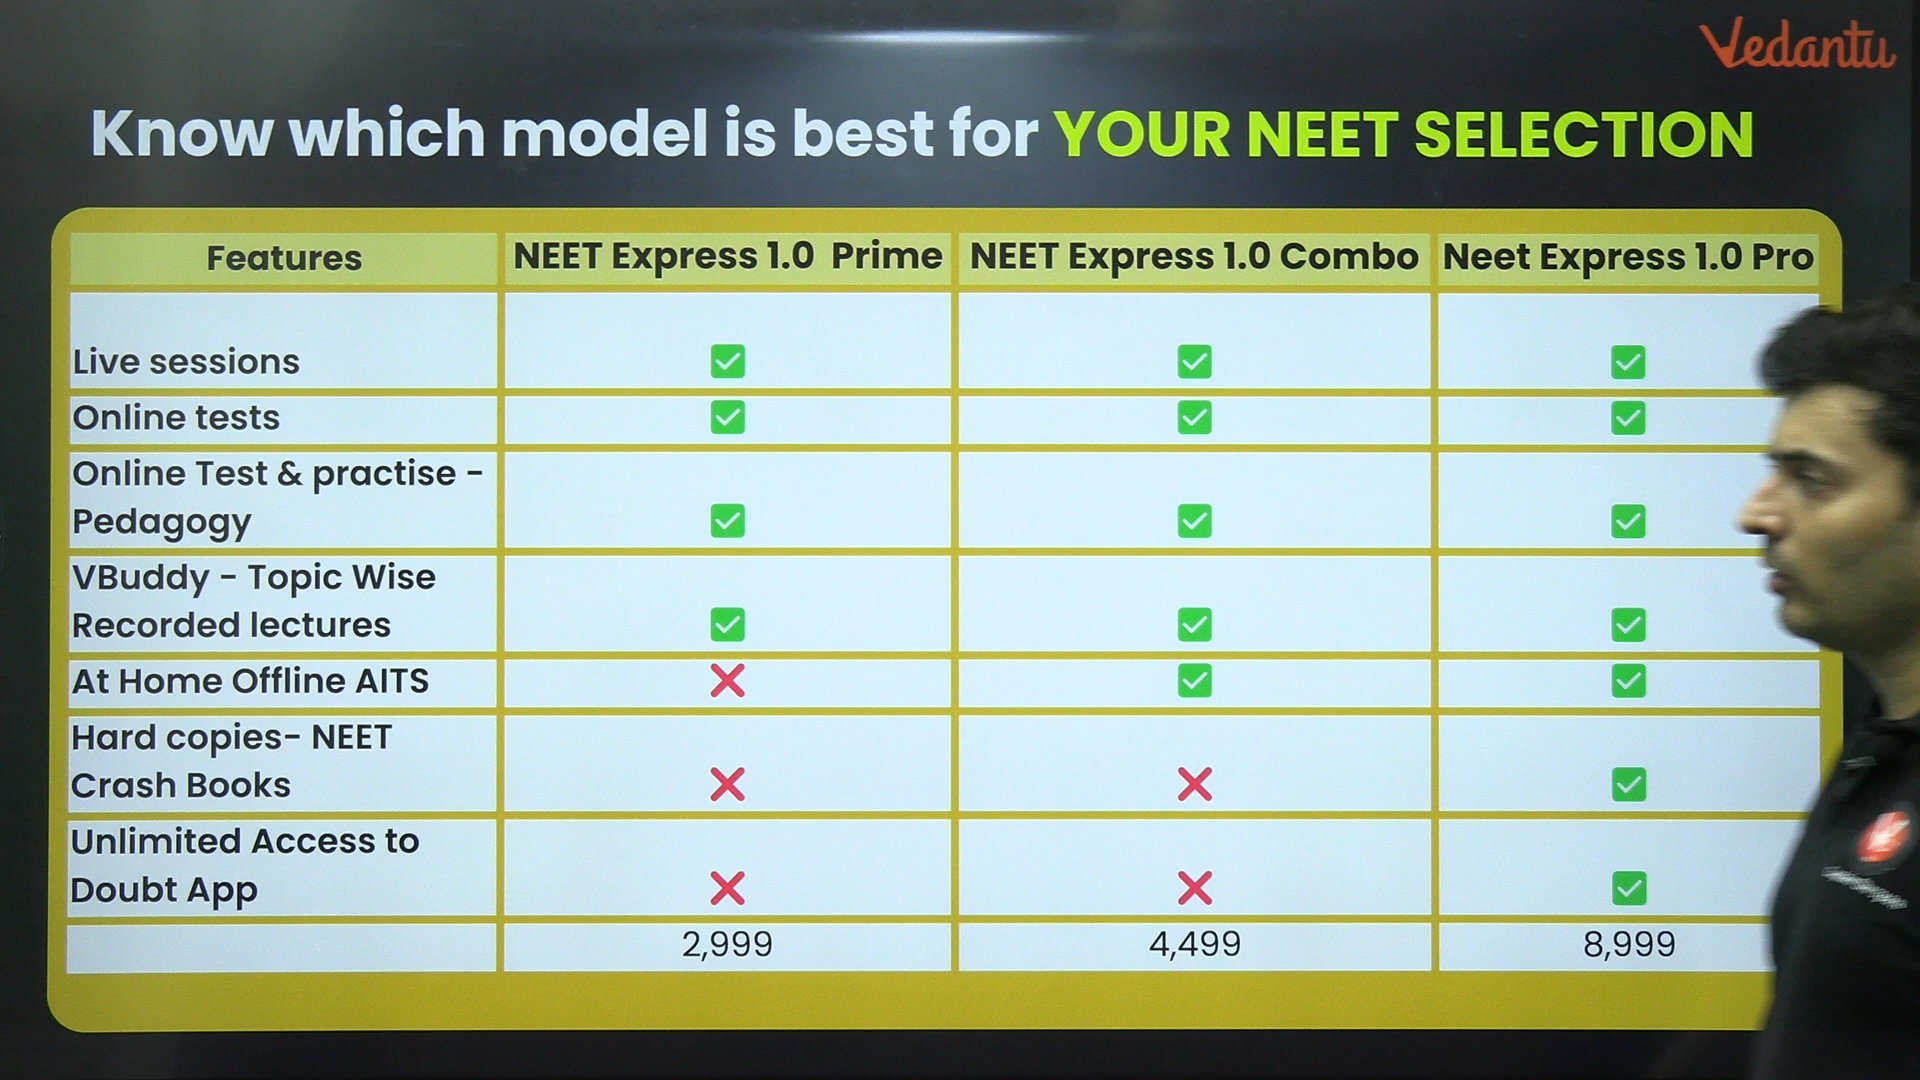 Vedantu
Know which model is best for YOUR NEET SELECTION
Features NEET Express 1.0 Prime NEET Express 1.0 Combo Neet Express 1.0 Pro
Live sessions ✅ ✅ ✅
Online tests ✅ ✅ ✅
Online Test & practise -
Pedagogy ✅ ✅ ✅
VBuddy - Topic Wise
Recorded lectures ✅ ✅ ✅
At Home Offline AITS ❌ ✅ ✅
Hard copies- NEET
Crash Books ❌ ❌ ✅
Unlimited Access to
Doubt App ❌ ❌ ✅
2,999 4,499 8,999